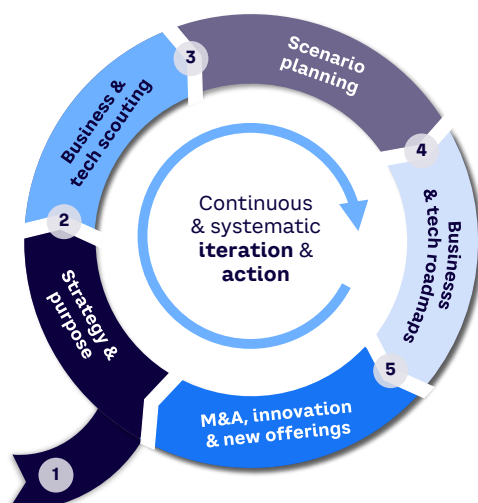 1
Strategy &
purpose
2
Business &
tech scouting
3
Scenario
planning
4
Businesss
& tech roadmaps
5
M&A, innovation
& new offerings
Continuous
& systematic
iteration &
action